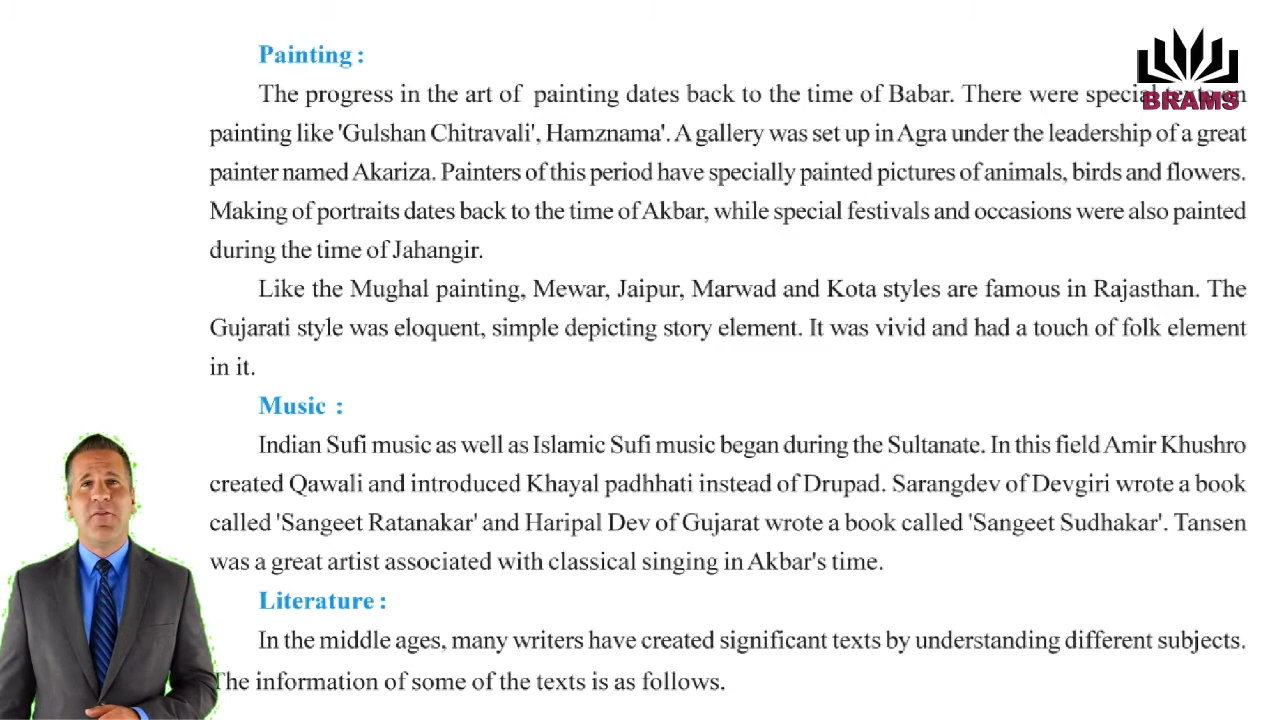 Painting :
The progress in the art of painting dates back to the time of Babar. There were special texts on
painting like 'Gulshan Chitravali', Hamznama'. A gallery was set up in Agra under the leadership of a great
painter named Akariza. Painters of this period have specially painted pictures of animals, birds and flowers.
Making of portraits dates back to the time of Akbar, while special festivals and occasions were also painted
during the time of Jahangir.
Like the Mughal painting, Mewar, Jaipur, Marwad and Kota styles are famous in Rajasthan. The
Gujarati style was eloquent, simple depicting story element. It was vivid and had a touch of folk element
in it.
Music :
Indian Sufi music as well as Islamic Sufi music began during the Sultanate. In this field Amir Khushro
created Qawali and introduced Khayal padhhati instead of Drupad. Sarangdev of Devgiri wrote a book
called 'Sangeet Ratanakar' and Haripal Dev of Gujarat wrote a book called 'Sangeet Sudhakar'. Tansen
was a great artist associated with classical singing in Akbar's time.
Literature :
In the middle ages, many writers have created significant texts by understanding different subjects.
The information of some of the texts is as follows.
BRAMS